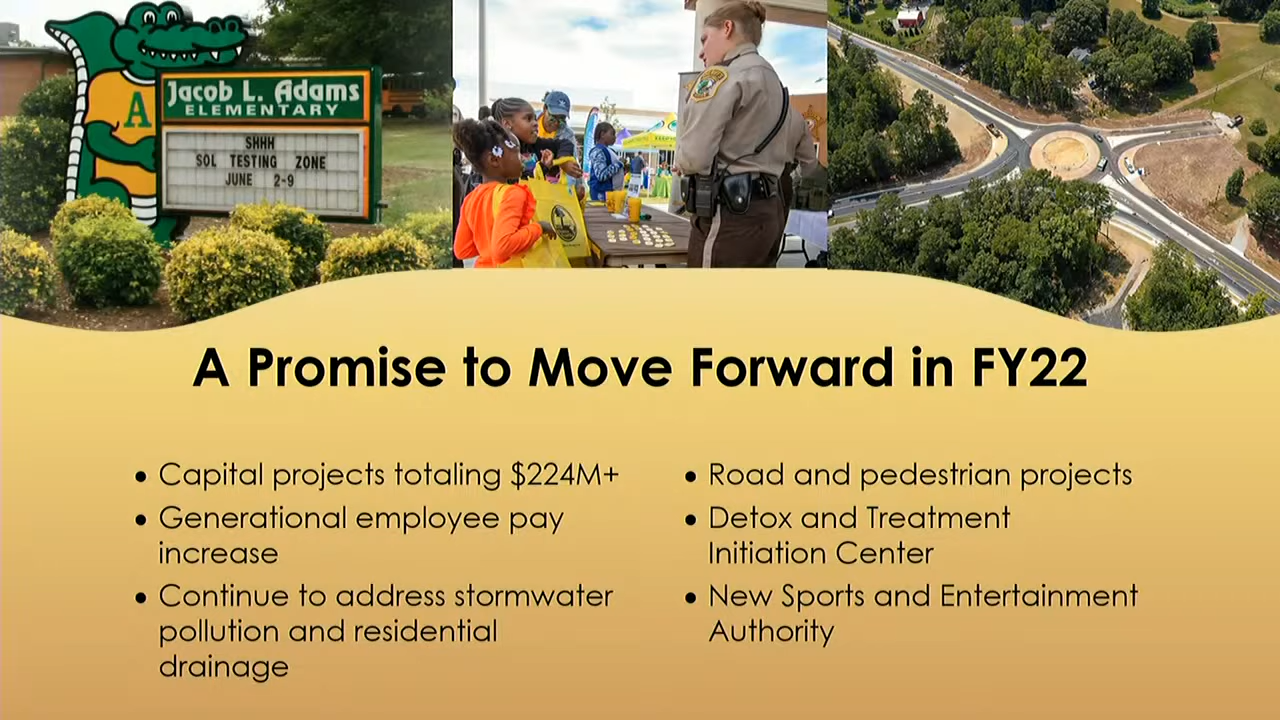 Jacob L. Adams
ELEMENTARY
SHHH
SOL TESTING ZONE
JUNE 2-9
A
A Promise to Move Forward in FY22
• Capital projects totaling $224M+
• Generational employee pay
increase
• Continue to address stormwater
pollution and residential
drainage
• Road and pedestrian projects
• Detox and Treatment
Initiation Center
• New Sports and Entertainment
Authority